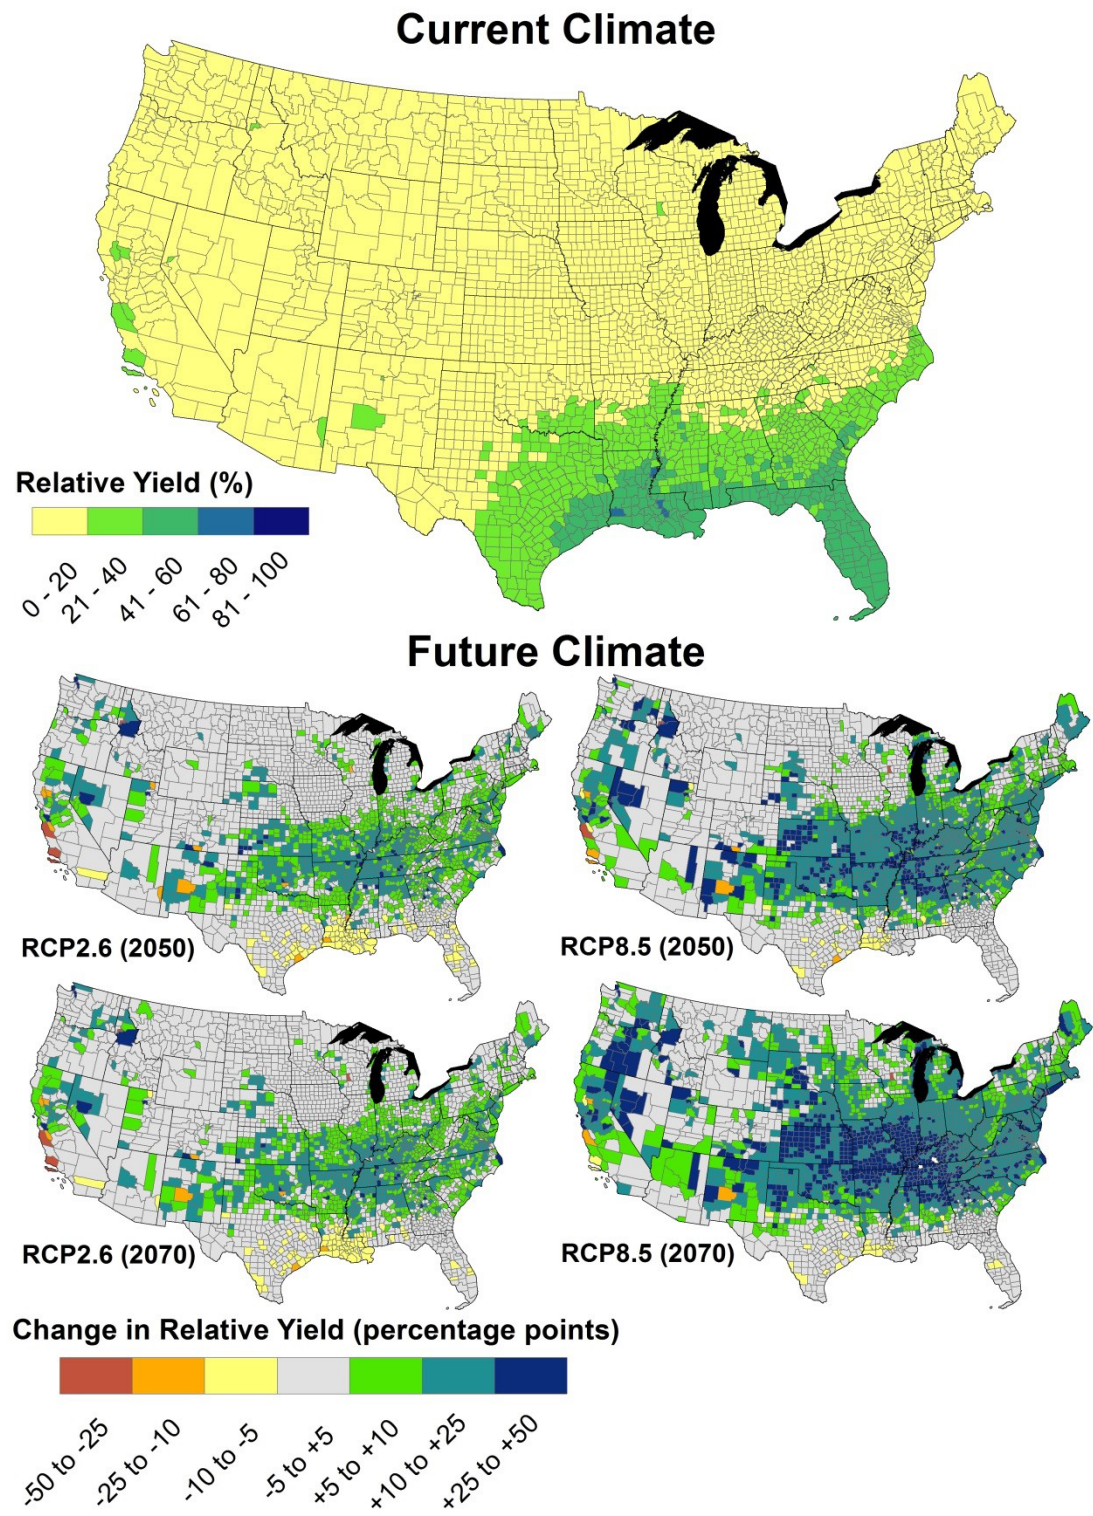 Current Climate
Relative Yield (%)
0 - 20
21 - 40
41 - 60
61 - 80
81 - 100
Future Climate
RCP2.6 (2050)
RCP8.5 (2050)
RCP2.6 (2070)
RCP8.5 (2070)
Change in Relative Yield (percentage points)
-50 to -25
-25 to -10
-10 to -5
-5 to +5
+5 to +10
+10 to +25
+25 to +50